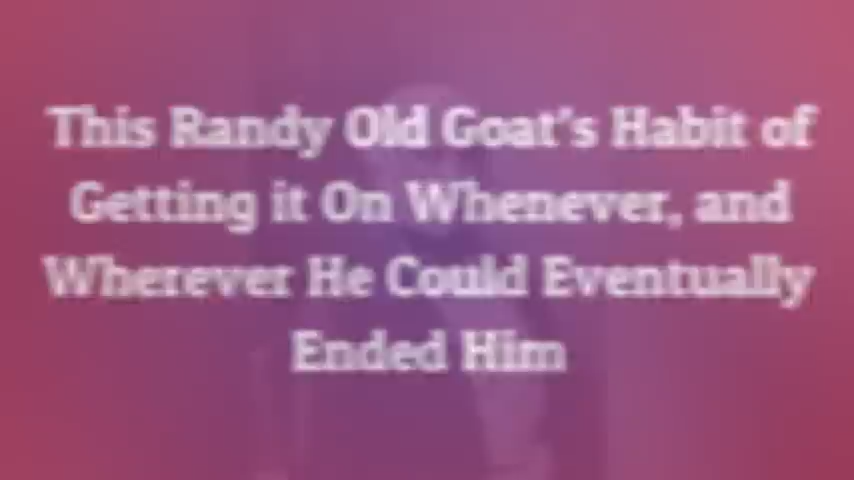 This Randy Old Goat's Habit of
Getting it On Whenever, and
Wherever He Could Eventually
Ended Him